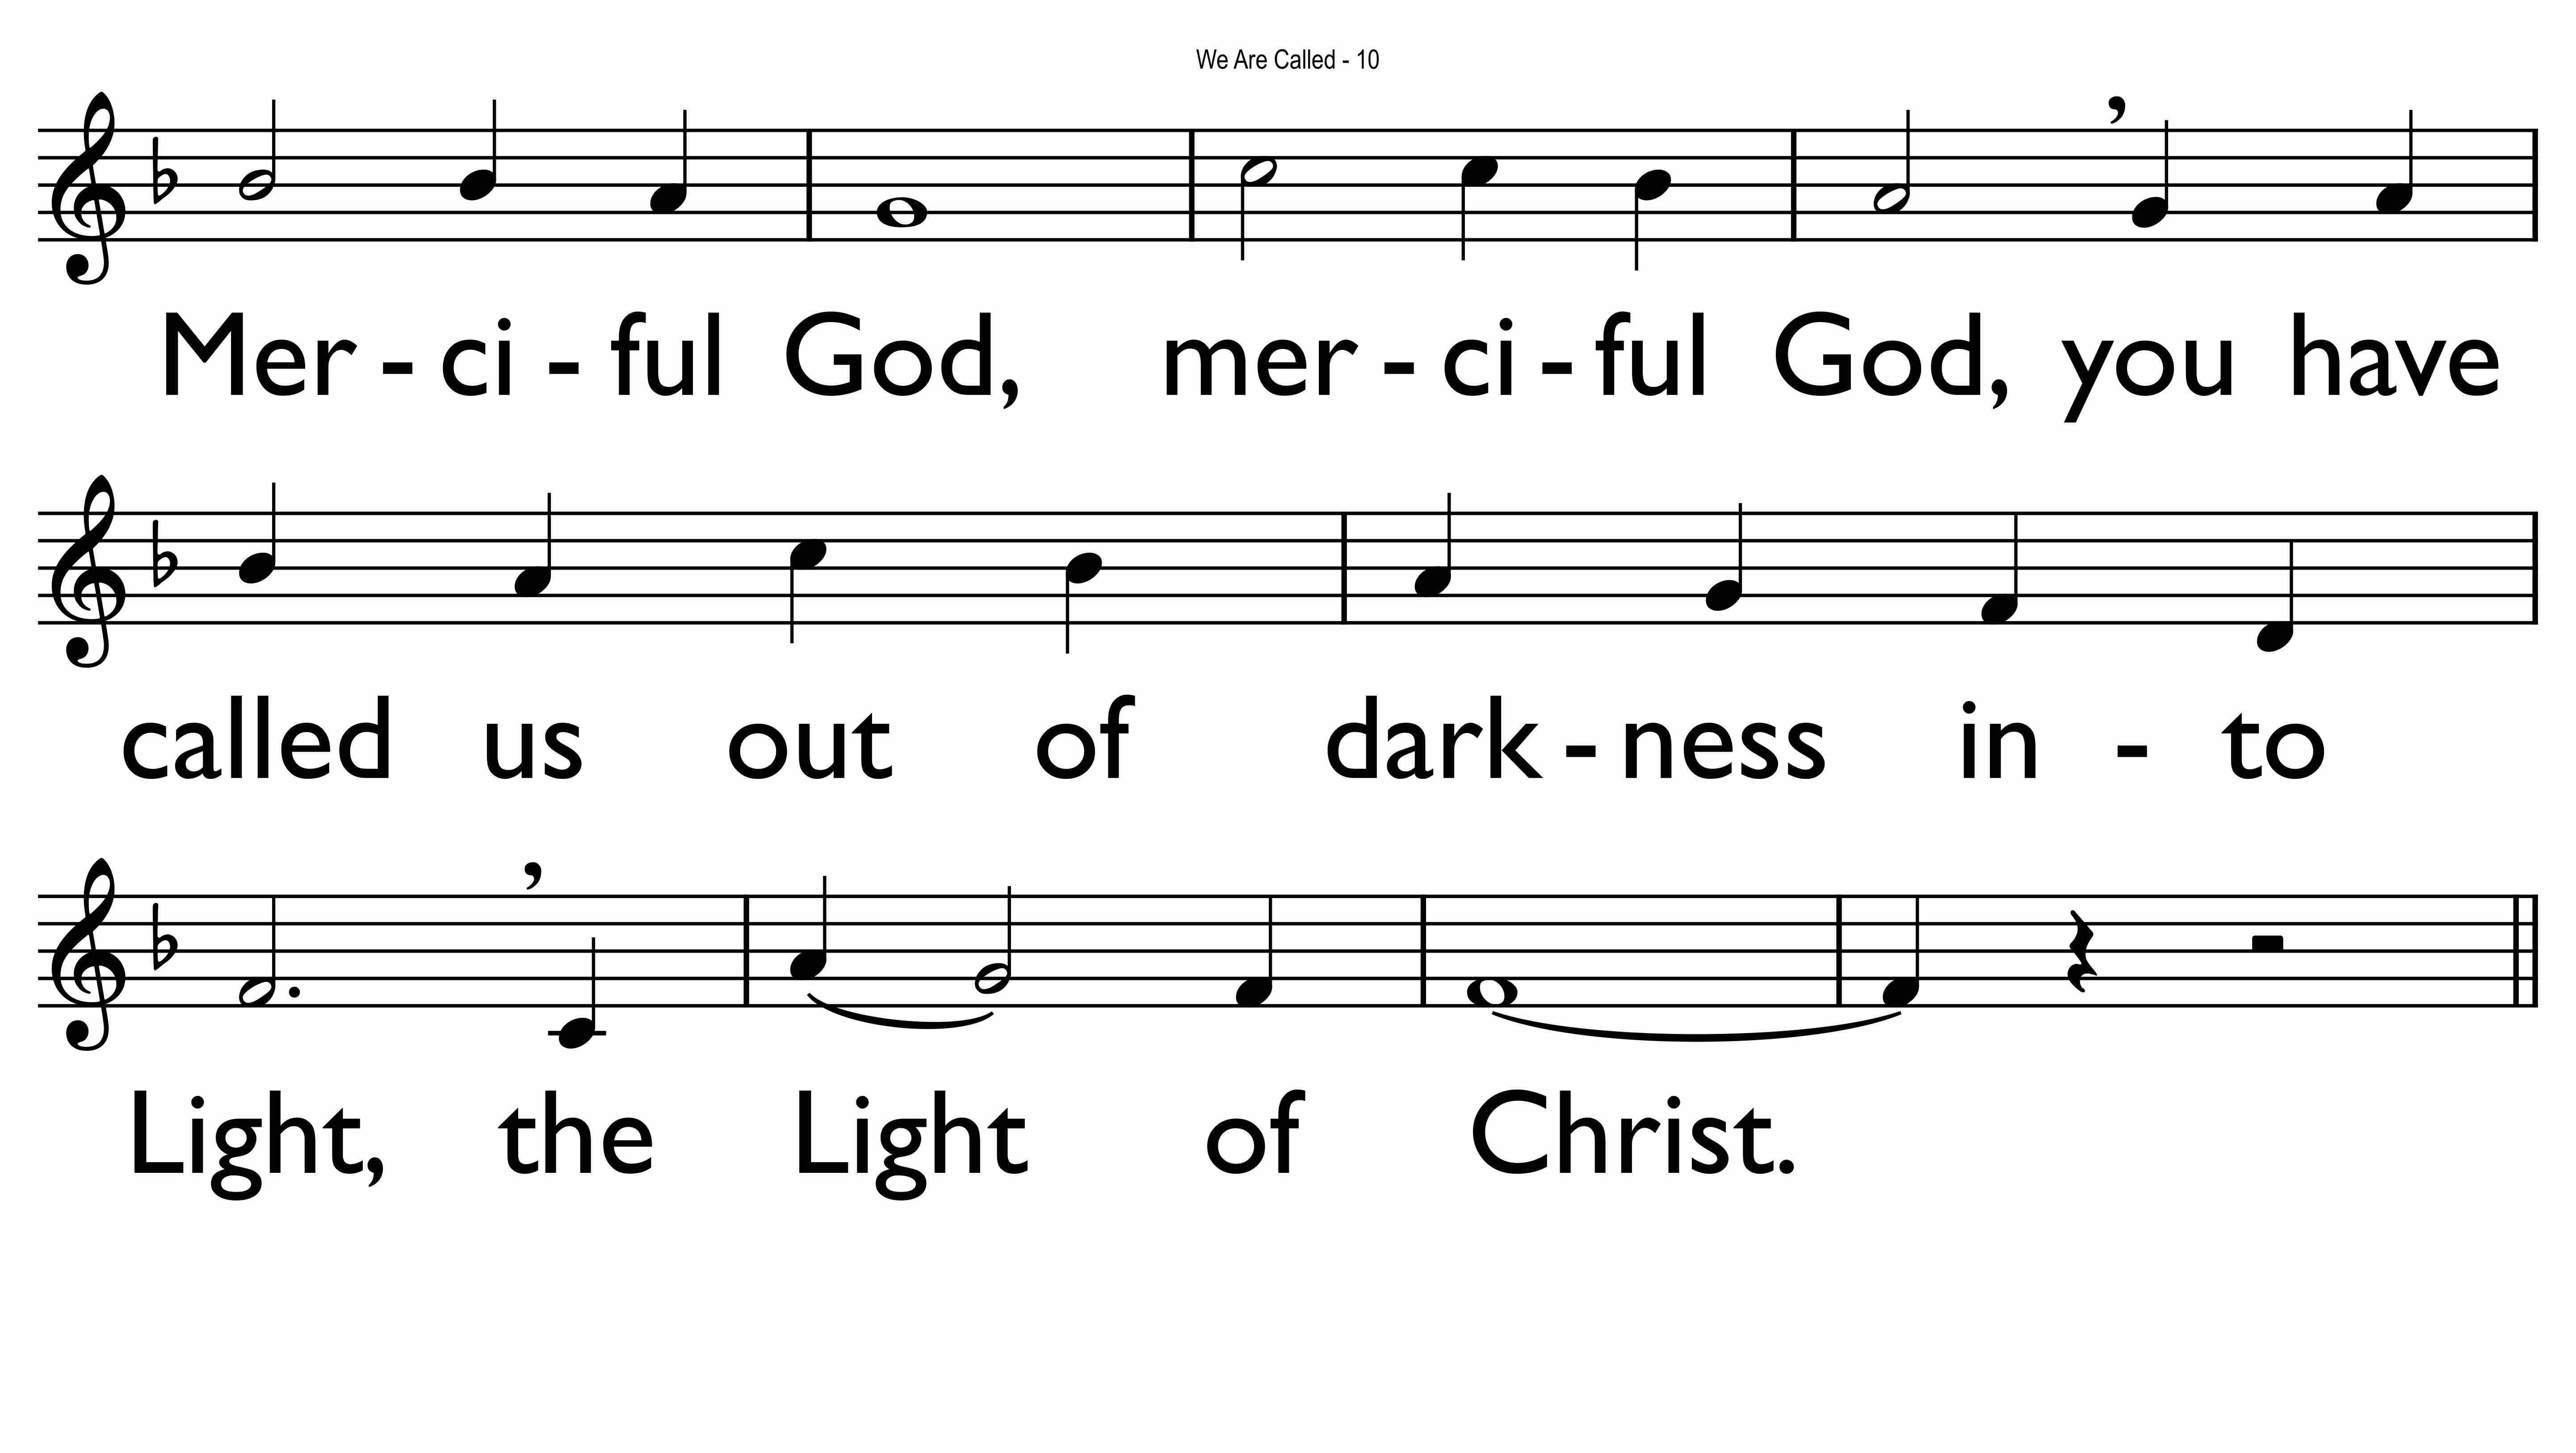 We Are Called - 10
Mer - ci - ful God, mer - ci - ful God, you have
called us out of dark - ness in - to
Light, the Light of Christ.